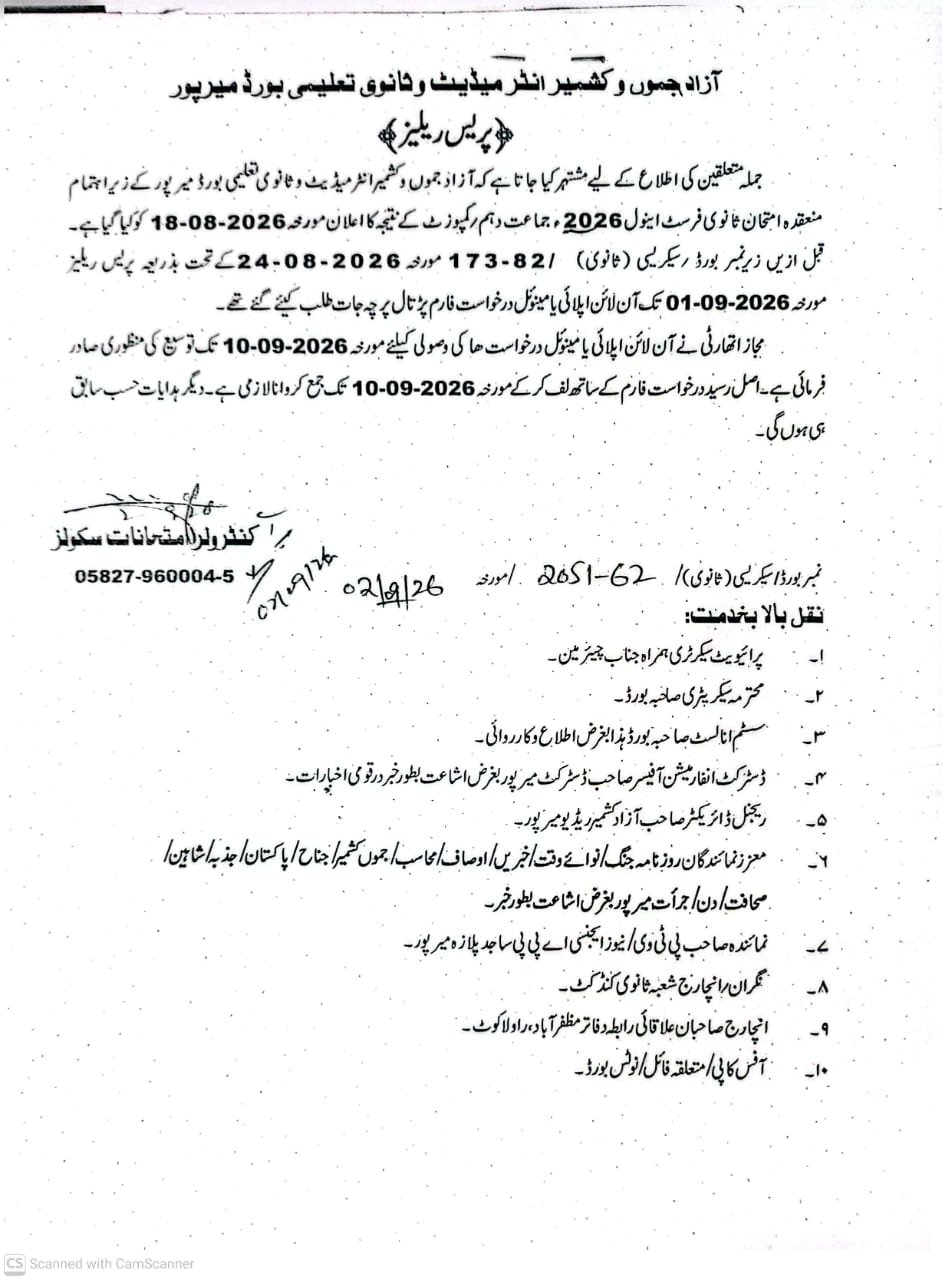 آزاد جموں و کشمیر انٹر میڈیٹ و ثانوی تعلیمی بورڈ میرپور
﴿پریس ریلیز﴾
جملہ متعلقین کی اطلاع کے لیے مشتہر کیا جاتا ہے کہ آزاد جموں و کشمیر انٹر میڈیٹ و ثانوی تعلیمی بورڈ میرپور کے زیر اہتمام
منعقدہ امتحان ثانوی فرسٹ اینول 2026ء جماعت دہم رکمپوزٹ کے نتیجہ کا اعلان مورخہ 18-08-2026 کو کیا گیا ہے۔
قبل ازیں زیر نمبر بورڈ رسیکریسی (ثانوی) /173-82 مورخہ 24-08-2026 کے تحت بذریعہ پریس ریلیز
مورخہ 01-09-2026 تک آن لائن اپلائی یا مینوئل درخواست فارم پڑتال پرچہ جات طلب کیئے گئے تھے۔
مجاز اتھارٹی نے آن لائن اپلائی یا مینوئل درخواست ھا کی وصولی کیلئے مورخہ 10-09-2026 تک توسیع کی منظوری صادر
فرمائی ہے۔ اصل رسید درخواست فارم کے ساتھ لف کر کے مورخہ 10-09-2026 تک جمع کروانا لازمی ہے۔ دیگر ہدایات حسب سابق
ہی ہوں گی۔
برائے کنٹرولر امتحانات سکولز
05827-960004-5
02/09/26
نمبر بورڈ/سیکریسی (ثانوی)/ 2051-62 /مورخہ 02/09/26
نقل بالا بخدمت:
۱۔ پرائیویٹ سیکرٹری ہمراہ جناب چیئرمین۔
۲۔ محترمہ سیکریٹری صاحبہ بورڈ۔
۳۔ سسٹم انالسٹ صاحبہ بورڈ ہذا بغرض اطلاع و کارروائی۔
۴۔ ڈسٹرکٹ انفارمیشن آفیسر صاحب ڈسٹرکٹ میرپور بغرض اشاعت بطور خبر در قومی اخبارات۔
۵۔ ریجنل ڈائریکٹر صاحب آزاد کشمیر ریڈیو میرپور۔
۶۔ معزز نمائندگان روزنامہ جنگ/نوائے وقت/خبریں/اوصاف/محاسب/جموں کشمیر/جناح/پاکستان/جذبہ/شاہین/
صحافت/دن/جرأت میرپور بغرض اشاعت بطور خبر۔
۷۔ نمائندہ صاحب پی ٹی وی/نیوز ایجنسی اے پی پی ساجد پلازہ میرپور۔
۸۔ نگران/انچارج شعبہ ثانوی کنڈکٹ۔
۹۔ انچارج صاحبان علاقائی رابطہ دفاتر مظفرآباد، راولاکوٹ۔
۱۰۔ آفس کاپی/متعلقہ فائل/نوٹس بورڈ۔
CS Scanned with CamScanner